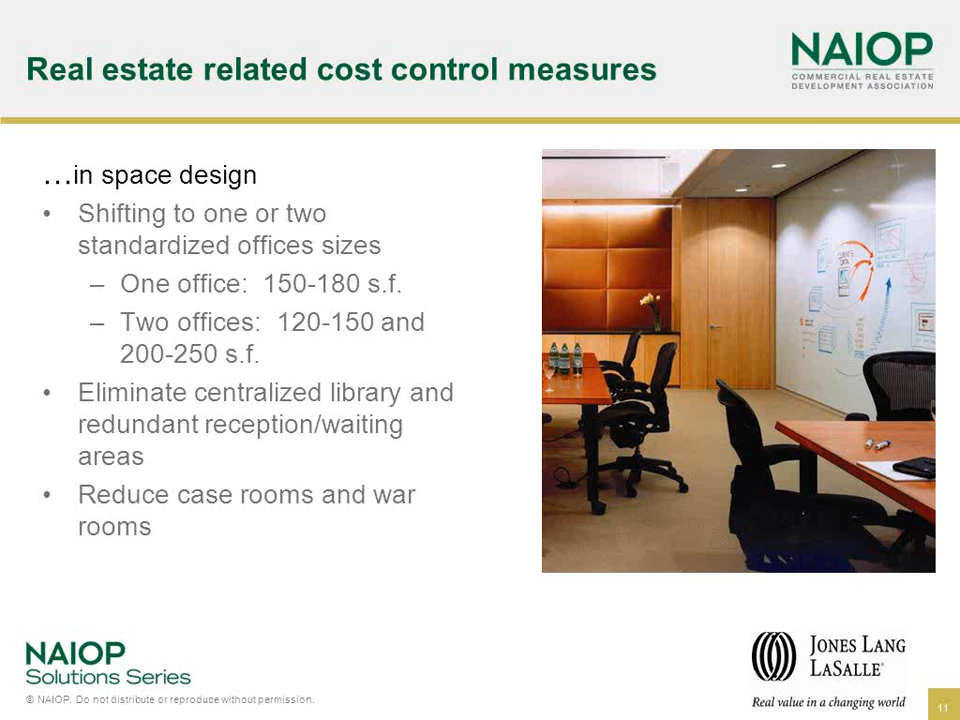 Real estate related cost control measures
NAIOP
COMMERCIAL REAL ESTATE
DEVELOPMENT ASSOCIATION
…in space design
• Shifting to one or two
standardized offices sizes
– One office: 150-180 s.f.
– Two offices: 120-150 and
200-250 s.f.
• Eliminate centralized library and
redundant reception/waiting
areas
• Reduce case rooms and war
rooms
NAIOP
Solutions Series
© NAIOP. Do not distribute or reproduce without permission.
JONES LANG
LASALLE®
Real value in a changing world
11